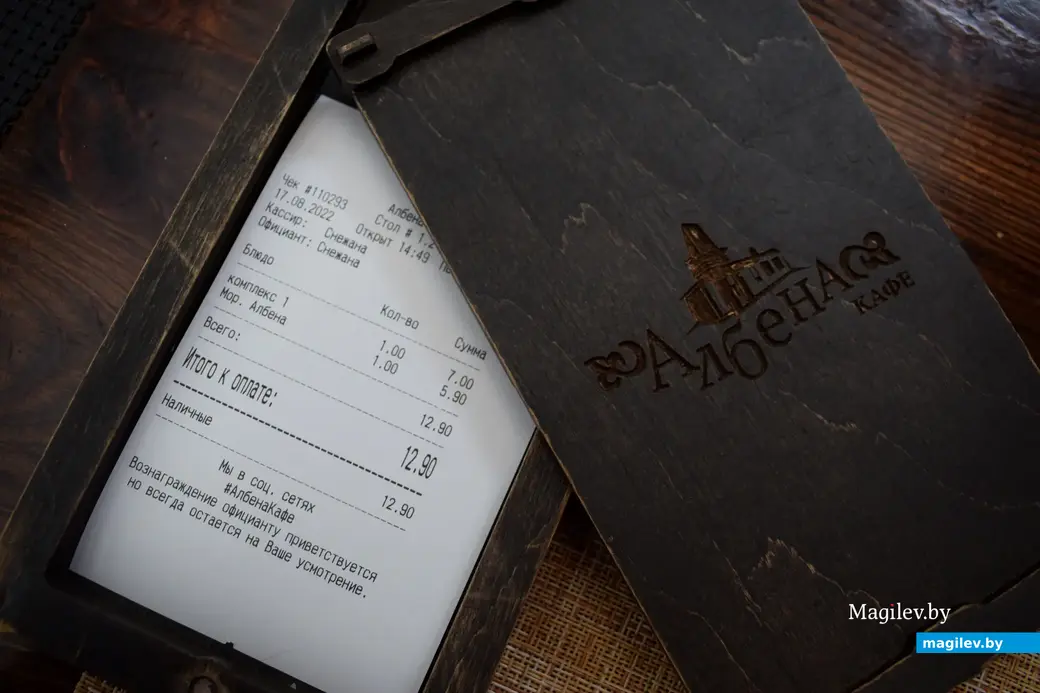 Чек #110293
17.08.2022 Стол # 1.2
Кассир: Снежана Открыт 14:49
Официант: Снежана
Блюдо Кол-во Сумма
комплекс 1 1.00 7.00
Мор. Албена 1.00 5.90
Всего: 12.90
Итого к оплате: 12.90
Наличные 12.90
Мы в соц. сетях
#АлбенаКафе
Вознаграждение официанту приветствуется
но всегда остается на Ваше усмотрение.
Албена
КАФЕ
Magilev.by
magilev.by